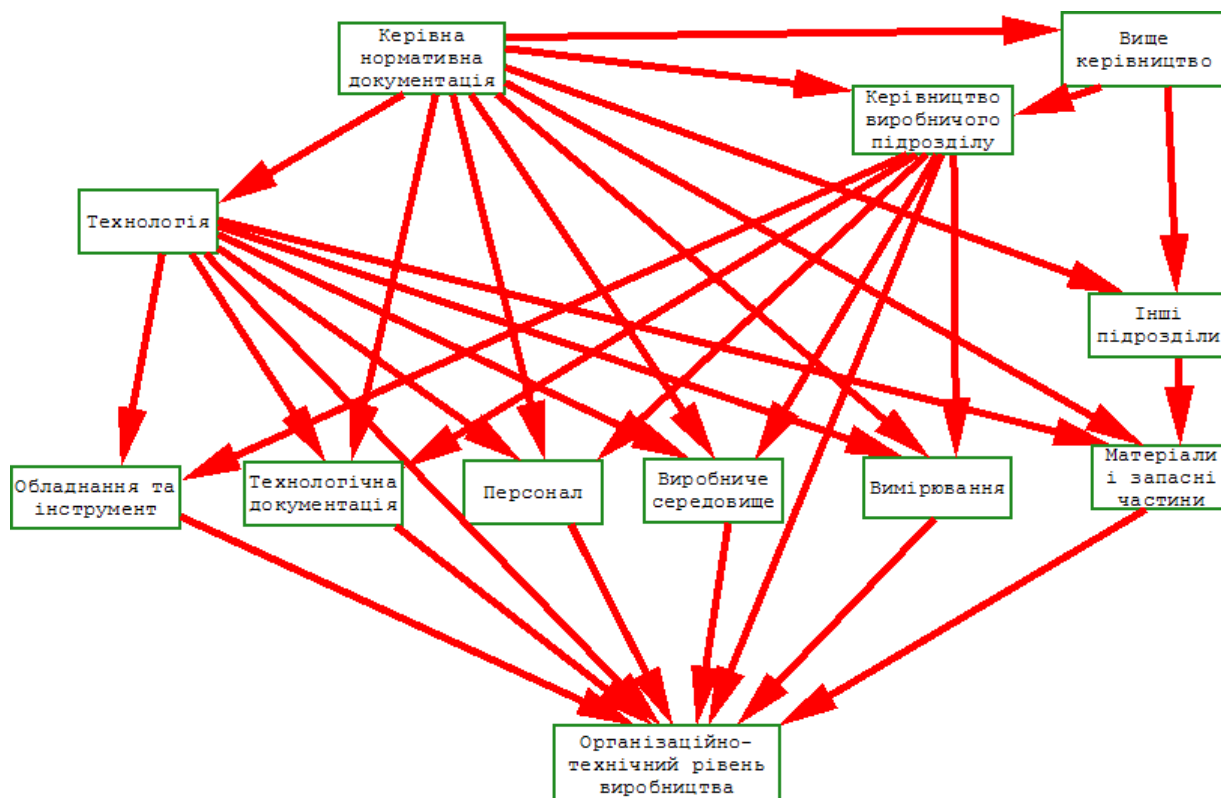 Керівна
нормативна
документація
Вище
керівництво
Керівництво
виробничого
підрозділу
Технологія
Інші
підрозділи
Обладнання та
інструмент
Технологічна
документація
Персонал
Виробниче
середовище
Вимірювання
Матеріали
і запасні
частини
Організаційно-
технічний рівень
виробництва